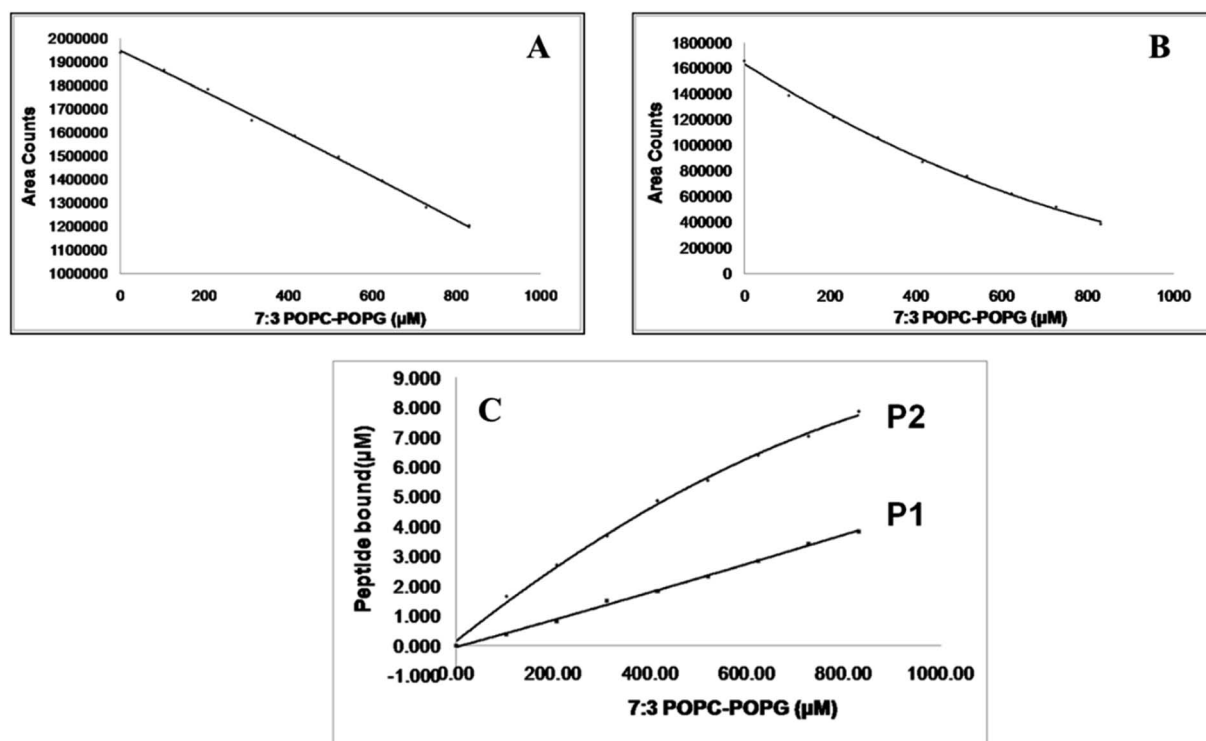 A
2000000
1900000
1800000
1700000
1600000
1500000
1400000
1300000
1200000
1100000
1000000
Area Counts
0 200 400 600 800 1000
7:3 POPC-POPG (µM)
B
1800000
1600000
1400000
1200000
1000000
800000
600000
400000
200000
0
Area Counts
0 200 400 600 800 1000
7:3 POPC-POPG (µM)
C
9.000
8.000
7.000
6.000
5.000
4.000
3.000
2.000
1.000
0.000
-1.000
Peptide bound(µM)
P2
P1
0.00 200.00 400.00 600.00 800.00 1000.00
7:3 POPC-POPG (µM)